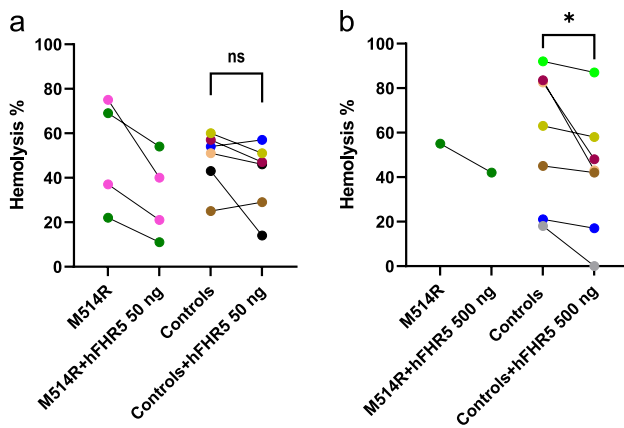 a
ns
Hemolysis %
100
80
60
40
20
0
M514R
M514R+hFHR5 50 ng
Controls
Controls+hFHR5 50 ng
b
*
Hemolysis %
100
80
60
40
20
0
M514R
M514R+hFHR5 500 ng
Controls
Controls+hFHR5 500 ng